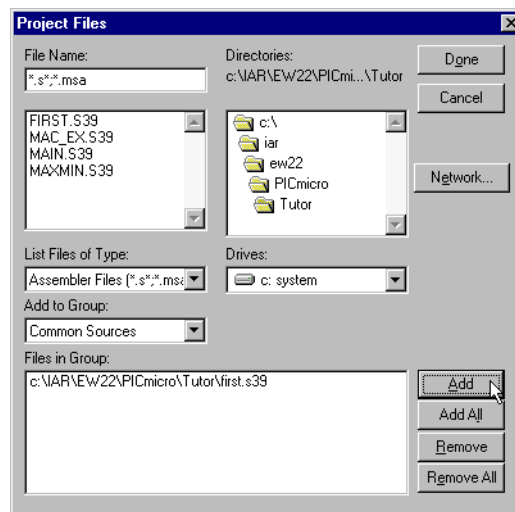 Project Files
File Name:
*.s*;*.msa
FIRST.S39
MAC_EX.S39
MAIN.S39
MAXMIN.S39
List Files of Type:
Assembler Files (*.s*;*.msa
Add to Group:
Common Sources
Directories:
c:\IAR\EW22\PICmi...\Tutor
c:\
iar
ew22
PICmicro
Tutor
Drives:
c: system
Done
Cancel
Network...
Files in Group:
c:\IAR\EW22\PICmicro\Tutor\first.s39
Add
Add All
Remove
Remove All